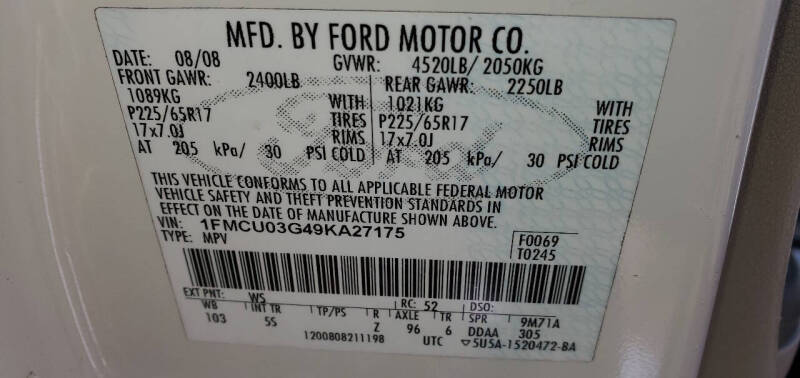 MFD. BY FORD MOTOR CO.
DATE: 08/08 GVWR: 4520LB/ 2050KG
FRONT GAWR: 2400LB REAR GAWR: 2250LB
1089KG WITH 1021KG WITH
P225/65R17 TIRES P225/65R17 TIRES
17x7.0J RIMS 17x7.0J RIMS
AT 205 kPa/ 30 PSI COLD AT 205 kPa/ 30 PSI COLD
THIS VEHICLE CONFORMS TO ALL APPLICABLE FEDERAL MOTOR
VEHICLE SAFETY AND THEFT PREVENTION STANDARDS IN
EFFECT ON THE DATE OF MANUFACTURE SHOWN ABOVE.
VIN: 1FMCU03G49KA27175 F0069
TYPE: MPV T0245
EXT PNT: WS RC: 52 DSO:
WB INT TR TP/PS R AXLE TR SPR 9M71A
103 5S Z 96 6 DDAA 305
1200808211198 UTC ▽5U5A-1520472-BA
Ford